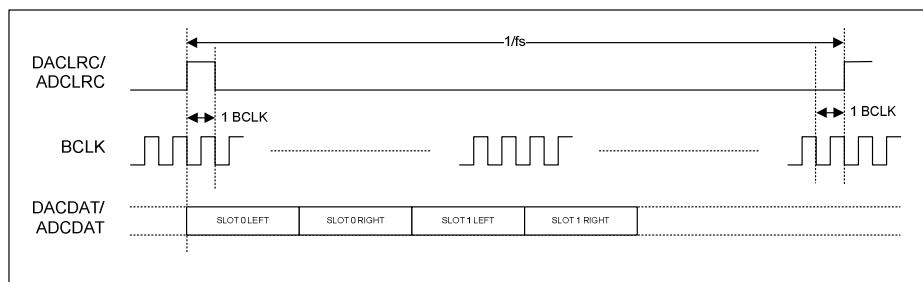 1/fs
DACLRC/
ADCLRC
1 BCLK
1 BCLK
BCLK
DACDAT/
ADCDAT
SLOT 0 LEFT
SLOT 0 RIGHT
SLOT 1 LEFT
SLOT 1 RIGHT